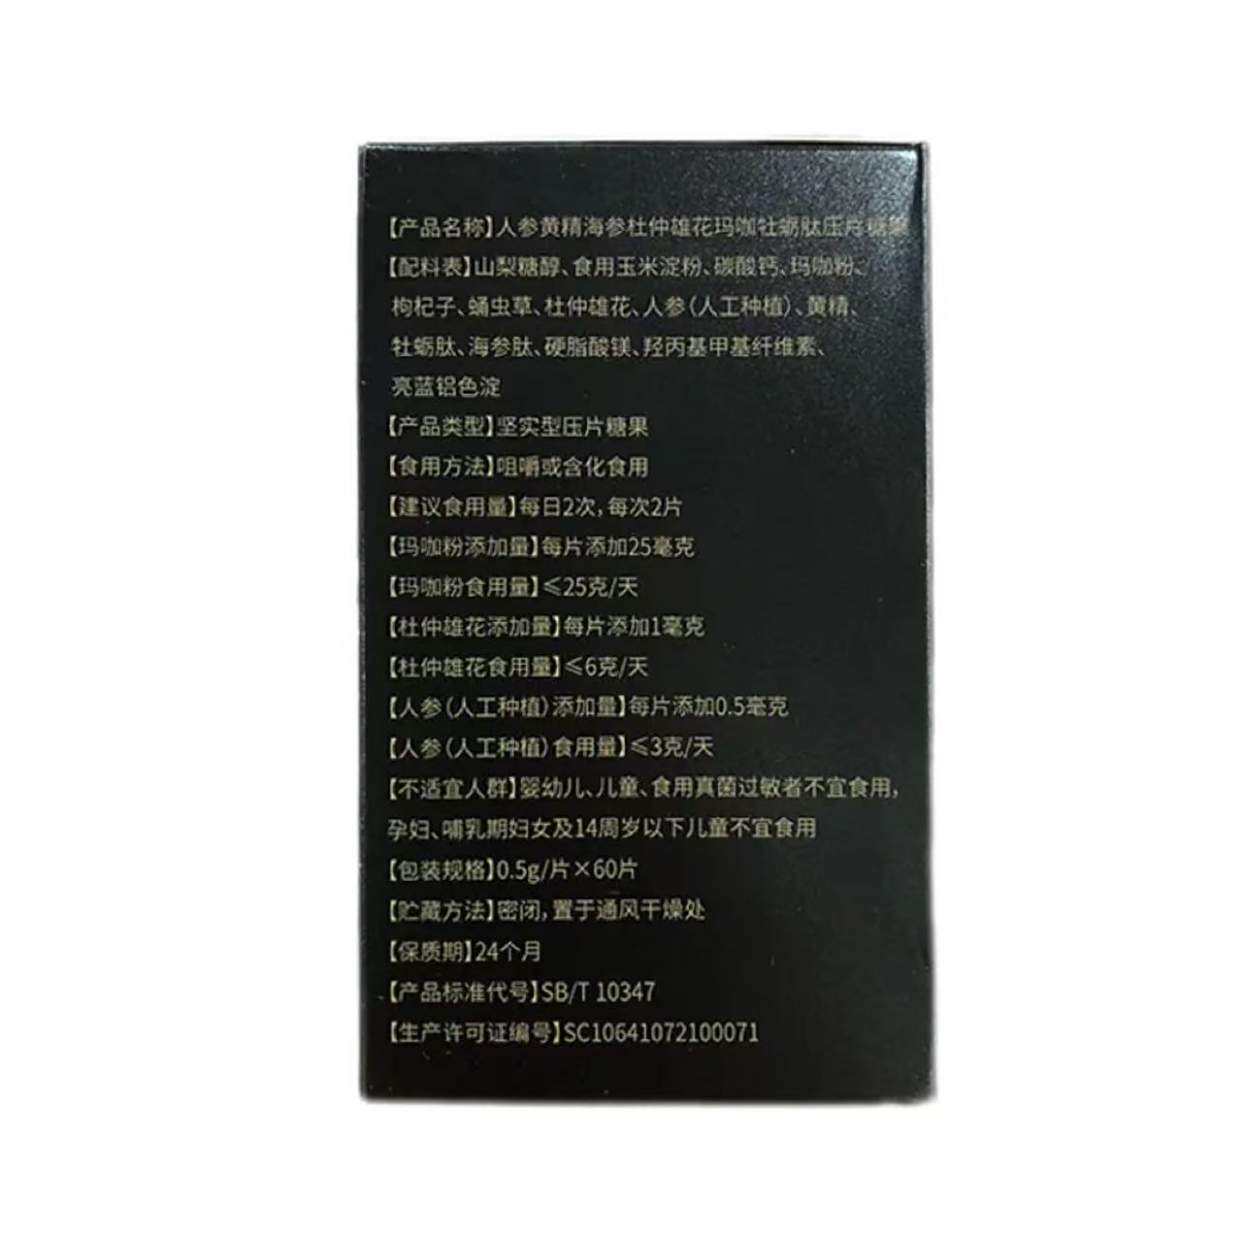 【产品名称】人参黄精海参杜仲雄花玛咖牡蛎肽压片糖果
【配料表】山梨糖醇、食用玉米淀粉、碳酸钙、玛咖粉、
枸杞子、蛹虫草、杜仲雄花、人参(人工种植)、黄精、
牡蛎肽、海参肽、硬脂酸镁、羟丙基甲基纤维素、
亮蓝铝色淀
【产品类型】坚实型压片糖果
【食用方法】咀嚼或含化食用
【建议食用量】每日2次,每次2片
【玛咖粉添加量】每片添加25毫克
【玛咖粉食用量】≤25克/天
【杜仲雄花添加量】每片添加1毫克
【杜仲雄花食用量】≤6克/天
【人参(人工种植)添加量】每片添加0.5毫克
【人参(人工种植)食用量】≤3克/天
【不适宜人群】婴幼儿、儿童、食用真菌过敏者不宜食用,
孕妇、哺乳期妇女及14周岁以下儿童不宜食用
【包装规格】0.5g/片×60片
【贮藏方法】密闭,置于通风干燥处
【保质期】24个月
【产品标准代号】SB/T 10347
【生产许可证编号】SC10641072100071